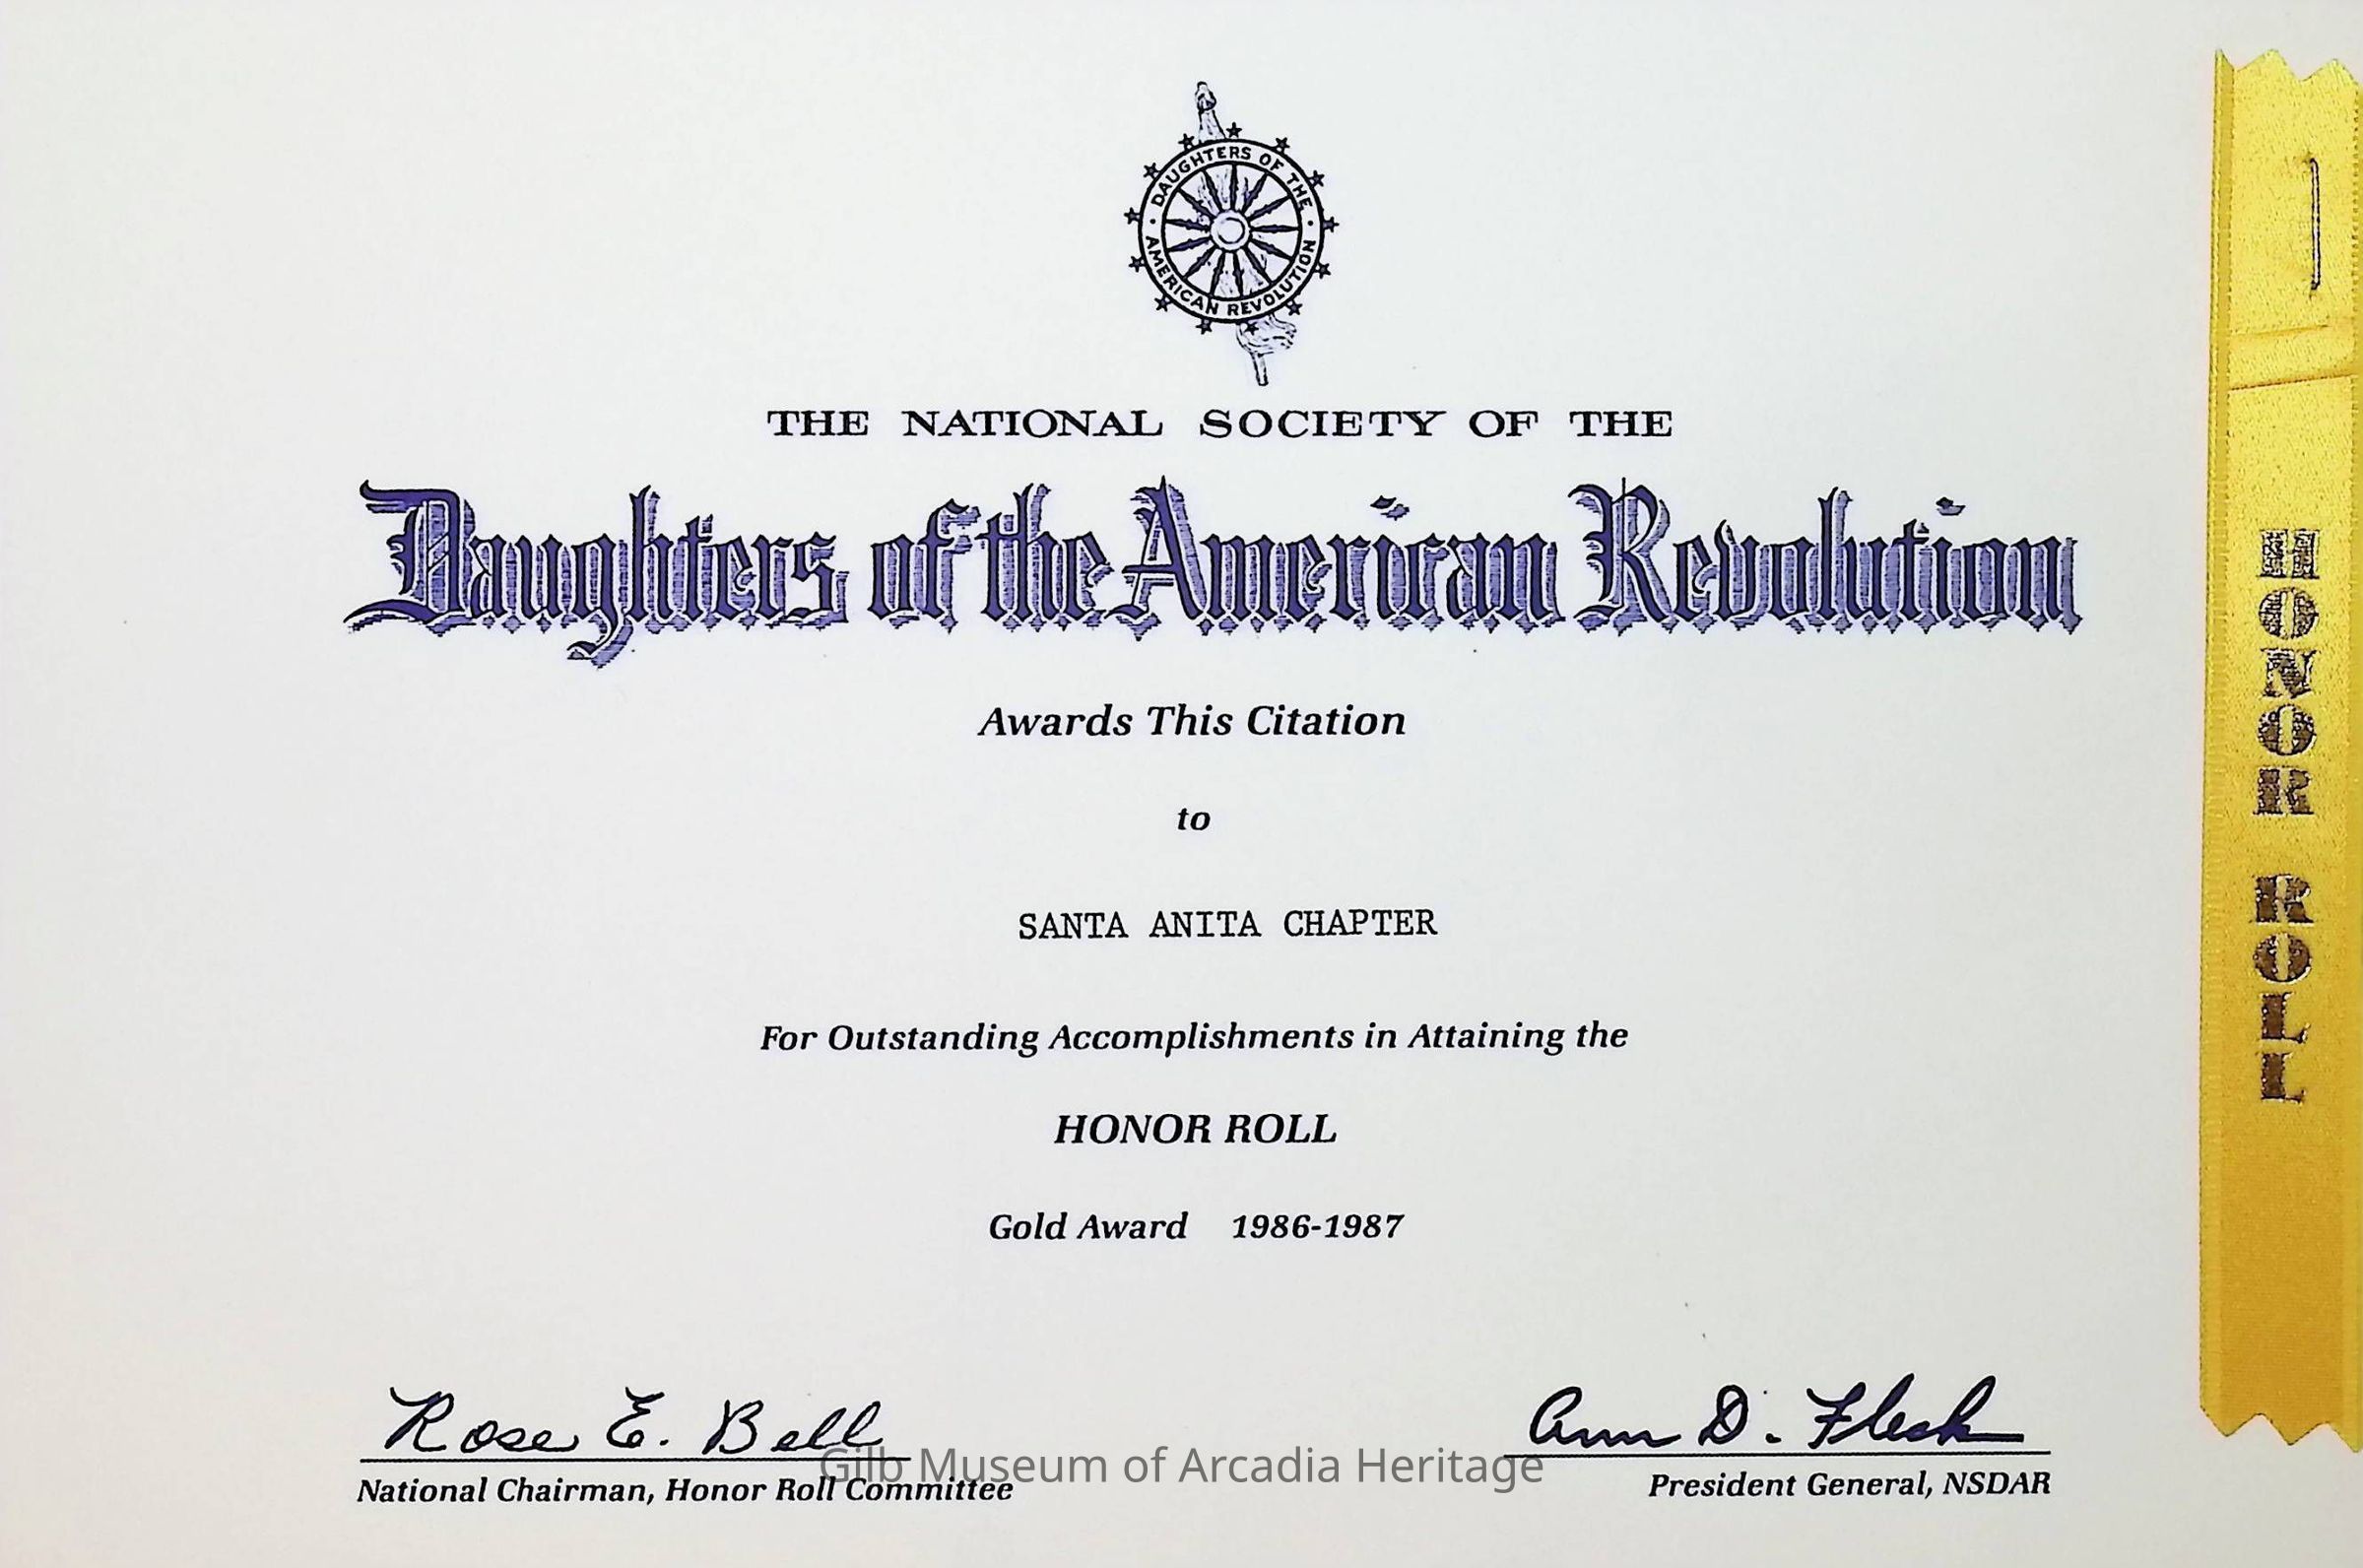 DAUGHTERS OF THE
AMERICAN REVOLUTION
THE NATIONAL SOCIETY OF THE
Daughters of the American Revolution
Awards This Citation
to
SANTA ANITA CHAPTER
For Outstanding Accomplishments in Attaining the
HONOR ROLL
Gold Award 1986-1987
Rose E. Bell
National Chairman, Honor Roll Committee
Ann D. Fleck
President General, NSDAR
HONOR ROLL
Gilb Museum of Arcadia Heritage